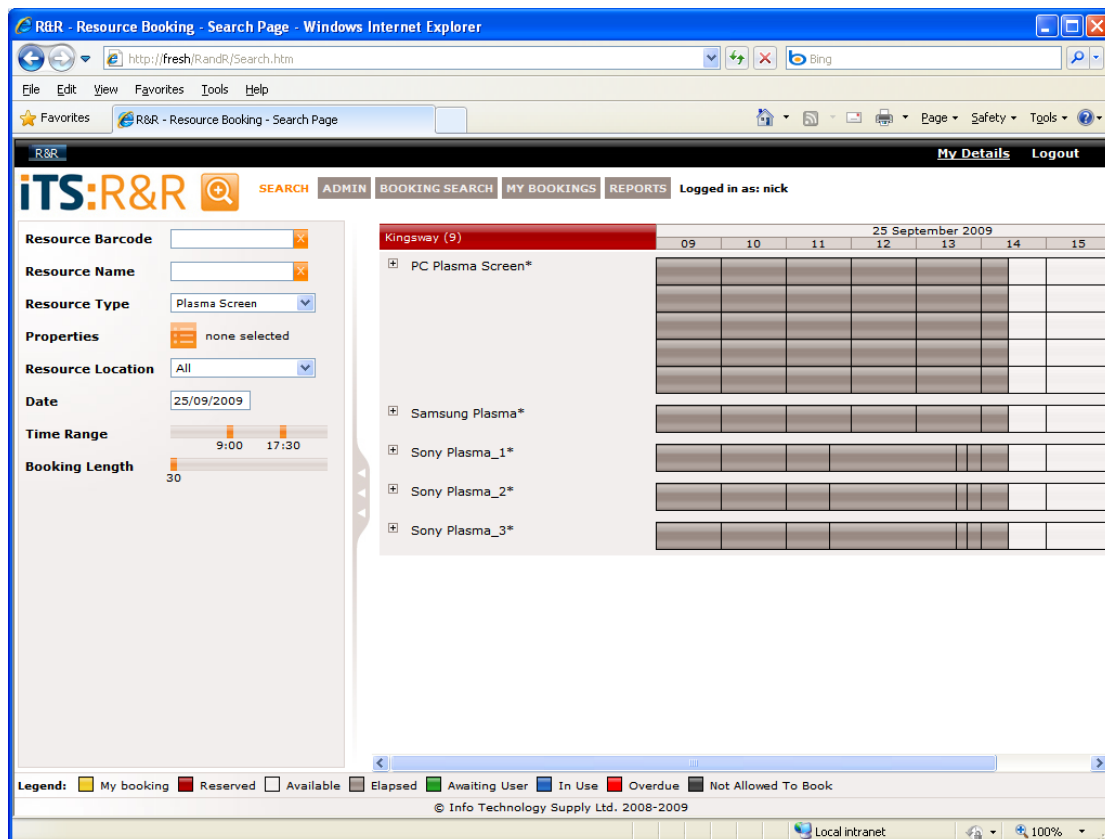 R&R - Resource Booking - Search Page - Windows Internet Explorer
http://fresh/RandR/Search.htm
Bing
File Edit View Favorites Tools Help
Favorites
R&R - Resource Booking - Search Page
Page Safety Tools
R&R
My Details Logout
iTS:R&R
SEARCH ADMIN BOOKING SEARCH MY BOOKINGS REPORTS Logged in as: nick
Resource Barcode x
Resource Name x
Resource Type Plasma Screen
Properties none selected
Resource Location All
Date 25/09/2009
Time Range
9:00 17:30
Booking Length
30
Kingsway (9)
25 September 2009
09 10 11 12 13 14 15
PC Plasma Screen*
Samsung Plasma*
Sony Plasma_1*
Sony Plasma_2*
Sony Plasma_3*
Legend: My booking Reserved Available Elapsed Awaiting User In Use Overdue Not Allowed To Book
© Info Technology Supply Ltd. 2008-2009
Local intranet 100%